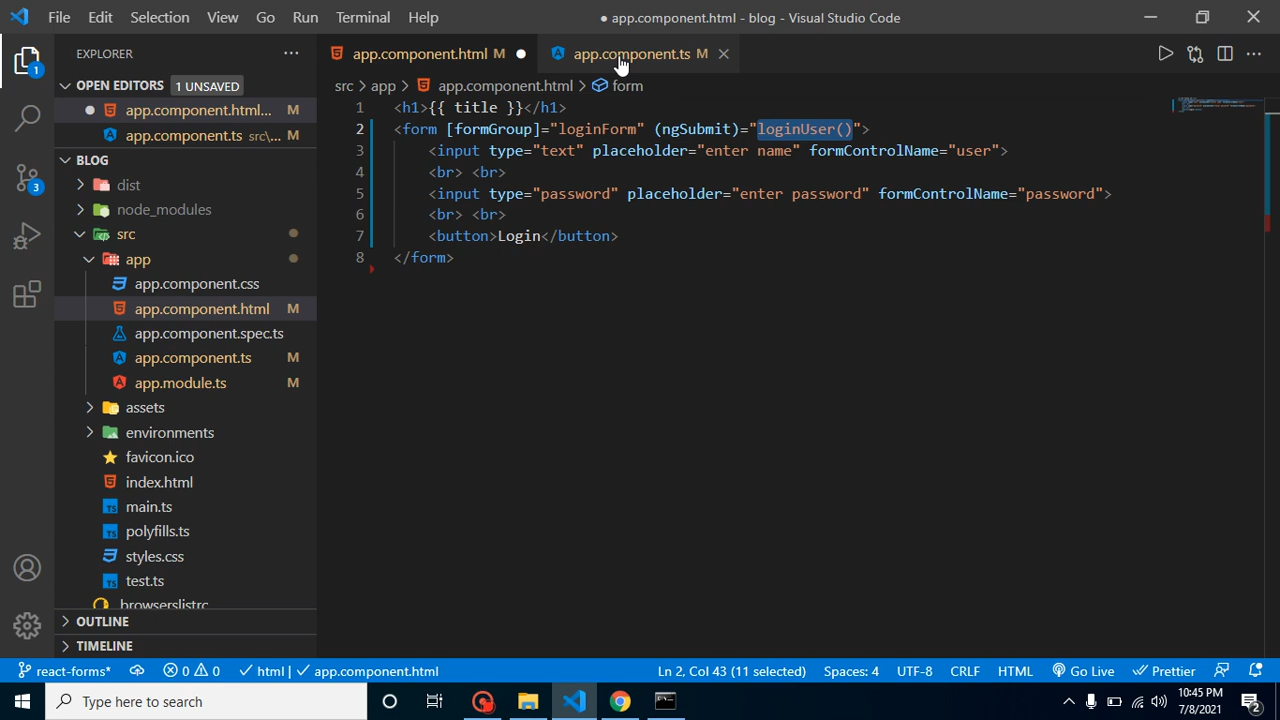 File Edit Selection View Go Run Terminal Help
● app.component.html - blog - Visual Studio Code
EXPLORER
OPEN EDITORS 1 UNSAVED
app.component.html... M
app.component.ts src\... M
BLOG
dist
node_modules
src
app
app.component.css
app.component.html M
app.component.spec.ts
app.component.ts M
app.module.ts M
assets
environments
favicon.ico
index.html
main.ts
polyfills.ts
styles.css
test.ts
browserslistrc
OUTLINE
TIMELINE
1
3
app.component.html M ●
app.component.ts M
src > app > app.component.html > form
1 <h1>{{ title }}</h1>
2 <form [formGroup]="loginForm" (ngSubmit)="loginUser()">
3 <input type="text" placeholder="enter name" formControlName="user">
4 <br> <br>
5 <input type="password" placeholder="enter password" formControlName="password">
6 <br> <br>
7 <button>Login</button>
8 </form>
react-forms* 0 0 html | app.component.html Ln 2, Col 43 (11 selected) Spaces: 4 UTF-8 CRLF HTML Go Live Prettier
Type here to search
10:45 PM
7/8/2021
2